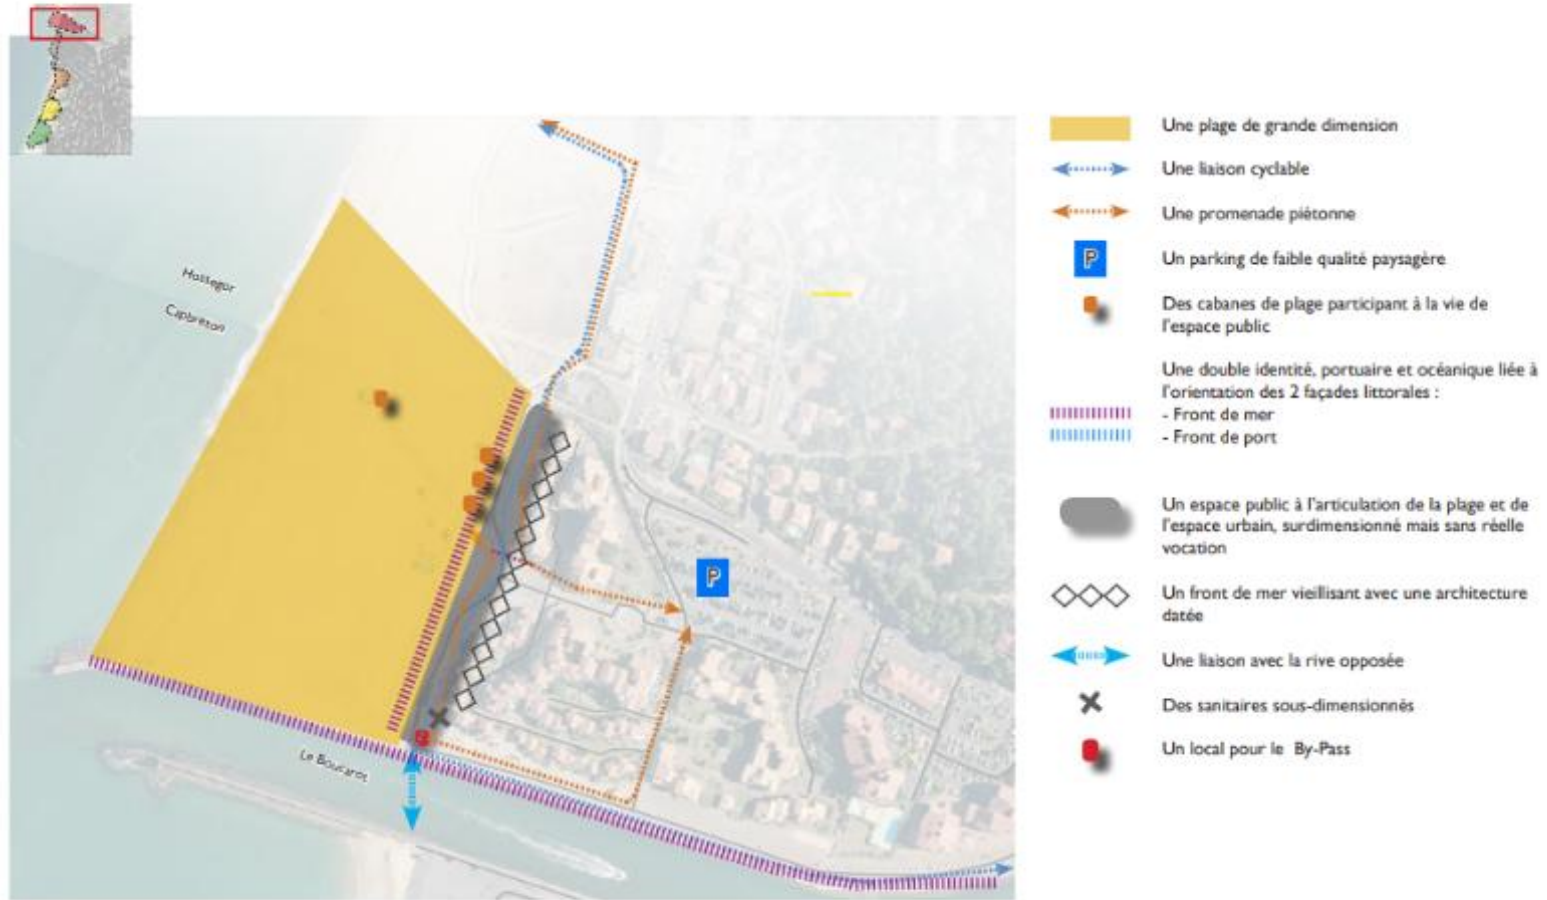 Une plage de grande dimension
Une liaison cyclable
Une promenade piétonne
P
Un parking de faible qualité paysagère
Des cabanes de plage participant à la vie de
l'espace public
Une double identité, portuaire et océanique liée à
l'orientation des 2 façades littorales :
- Front de mer
- Front de port
Un espace public à l'articulation de la plage et de
l'espace urbain, surdimensionné mais sans réelle
vocation
Un front de mer vieillisant avec une architecture
datée
Une liaison avec la rive opposée
Des sanitaires sous-dimensionnés
Un local pour le By-Pass
Hossegor
Capbreton
P
Le Boucarot